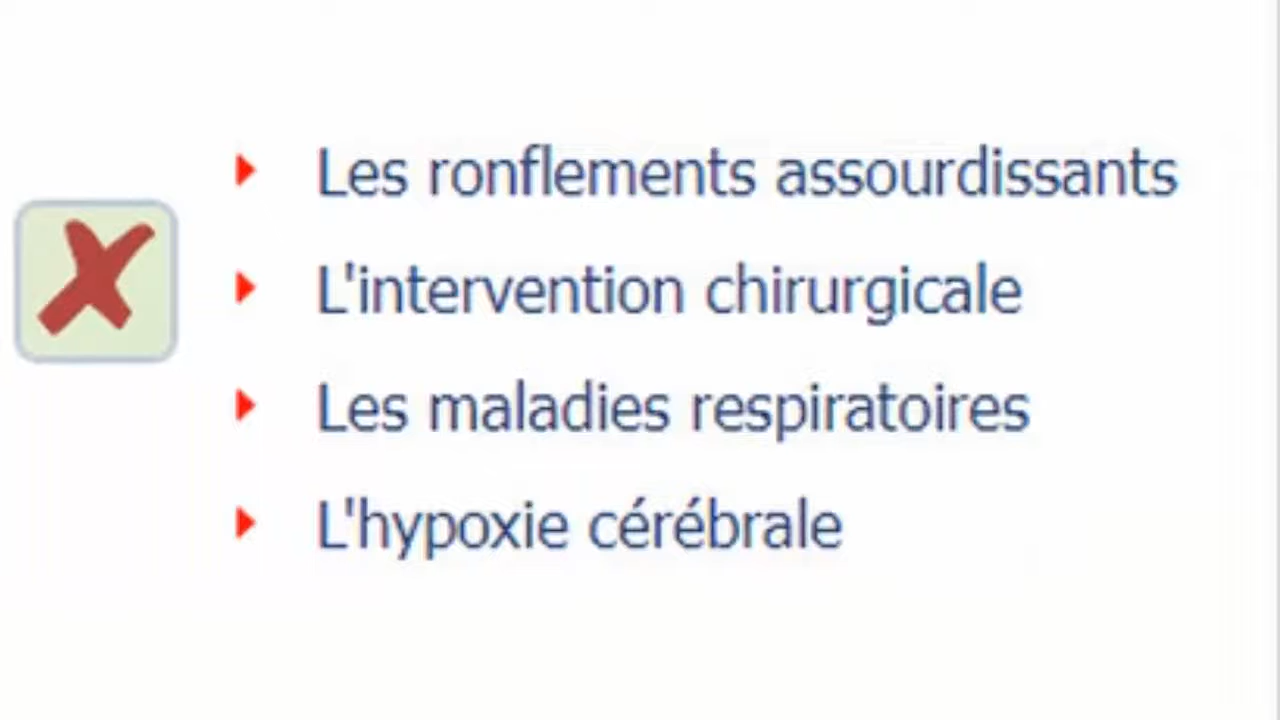 Les ronflements assourdissants
L'intervention chirurgicale
Les maladies respiratoires
L'hypoxie cérébrale